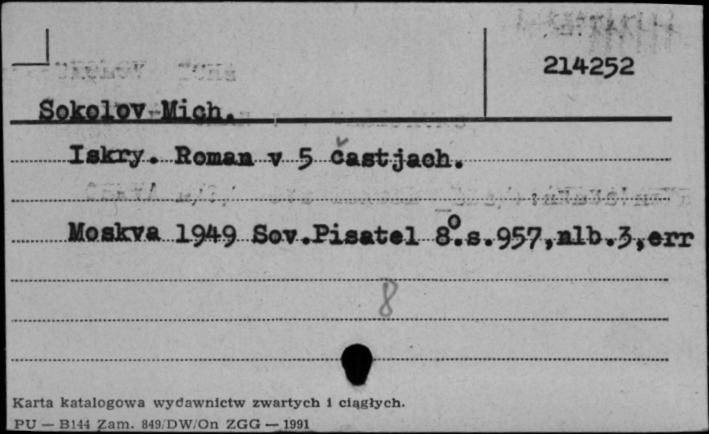 214252
Sokolov Mich.
Iskry. Roman v 5 častjach.
Moskva 1949 Sov.Pisatel 8⁰.s.957,nlb.3,err
8
Karta katalogowa wydawnictw zwartych i ciągłych.
PU — B144 Zam. 849/DW/On ZGG — 1991